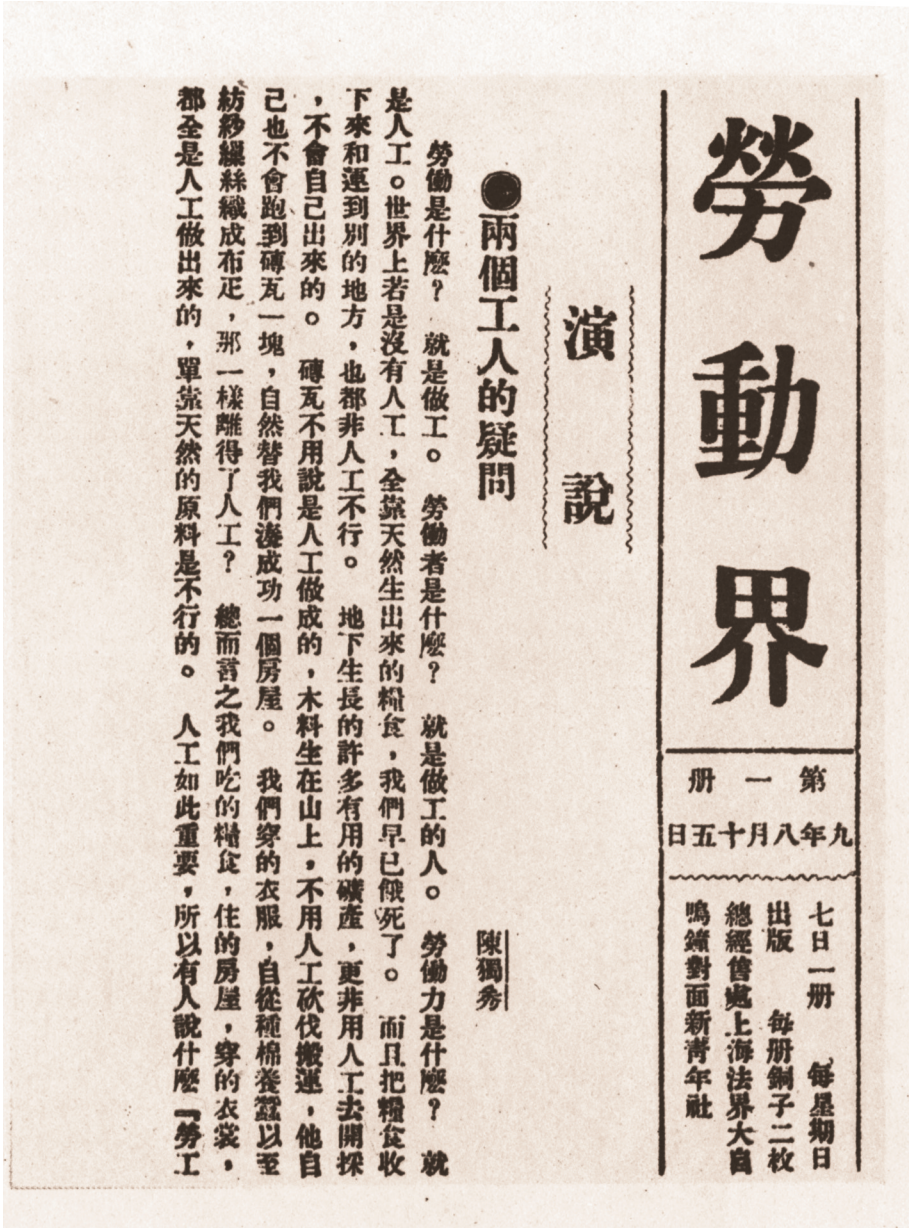 勞動界
第一册
九年八月十五日
七日一册　每星期日
出版　每册銅子二枚
總經售處上海法界大自
鳴鐘對面新靑年社
演說
●兩個工人的疑問
陳獨秀
勞働是什麽？　就是做工。　勞働者是什麽？　就是做工的人。　勞働力是什麽？　就
是人工。世界上若是沒有人工，全靠天然生出來的糧食，我們早已餓死了。　而且把糧食收
下來和運到別的地方，也都非人工不行。　地下生長的許多有用的礦產，更非用人工去開採
，不會自己出來的。　磚瓦不用說是人工做成的，木料生在山上，不用人工砍伐搬運，他自
己也不會跑到磚瓦一塊，自然替我們湊成功一個房屋。　我們穿的衣服，自從種棉養蠶以至
紡紗繅絲織成布疋，那一樣離得了人工？　總而言之我們吃的糧食，住的房屋，穿的衣裳，
都全是人工做出來的，單靠天然的原料是不行的。　人工如此重要，所以有人說什麽『勞工